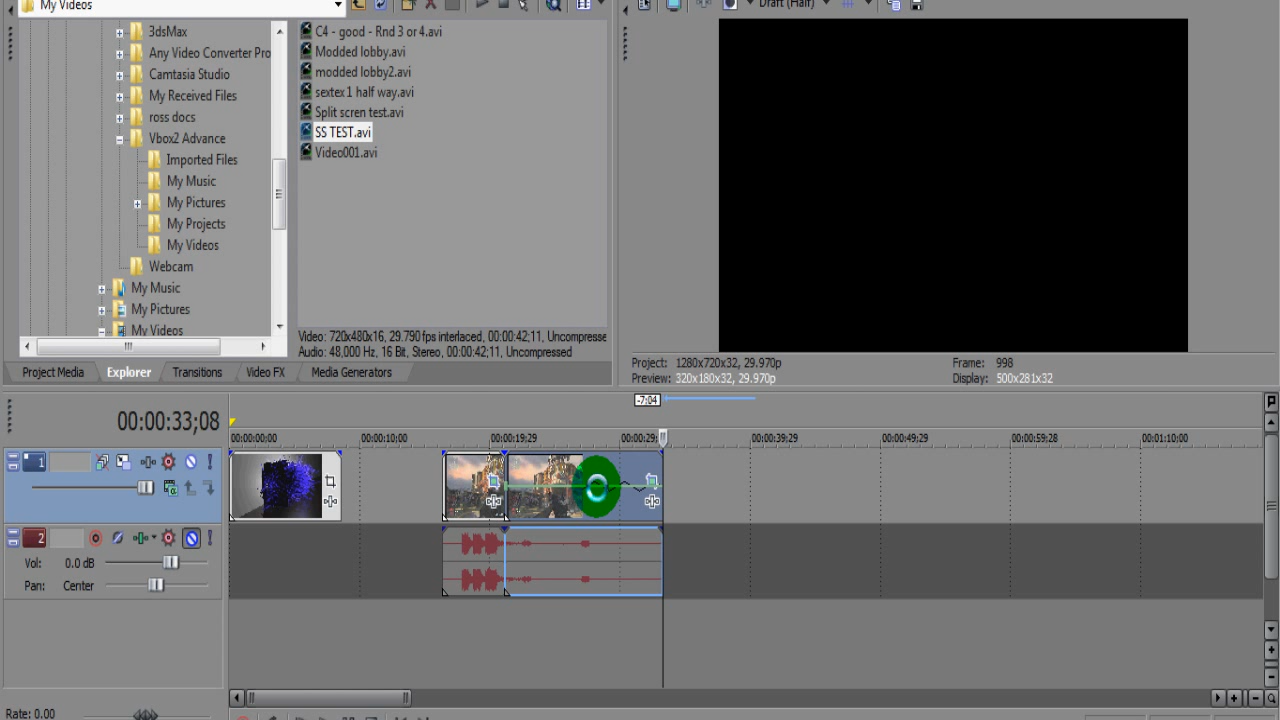 My Videos
3dsMax
Any Video Converter Pro
Camtasia Studio
My Received Files
ross docs
Vbox2 Advance
Imported Files
My Music
My Pictures
My Projects
My Videos
Webcam
My Music
My Pictures
My Videos
C4 - good - Rnd 3 or 4.avi
Modded lobby.avi
modded lobby2.avi
sextex1 half way.avi
Split scren test.avi
SS TEST.avi
Video001.avi
Video: 720x480x16, 29.790 fps interlaced, 00:00:42;11, Uncompresse
Audio: 48,000 Hz, 16 Bit, Stereo, 00:00:42;11, Uncompressed
Project Media Explorer Transitions Video FX Media Generators
Draft (Half)
Project: 1280x720x32, 29.970p Frame: 998
Preview: 320x180x32, 29.970p Display: 500x281x32
-7;04
00:00:33;08
00:00:00;00 00:00:10;00 00:00:19;29 00:00:29; 00:00:39;29 00:00:49;29 00:00:59;28 00:01:10;00
1
2
Vol: 0.0 dB
Pan: Center
Rate: 0.00